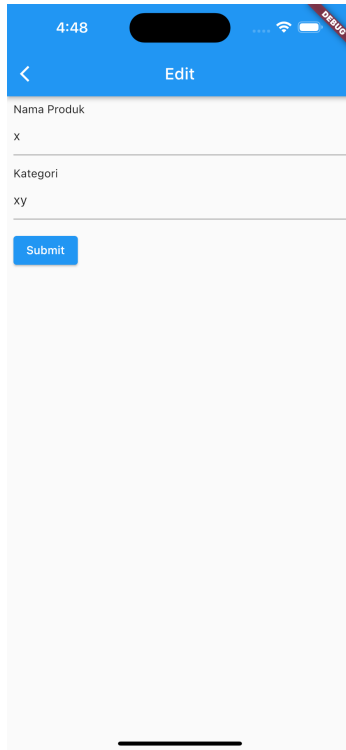 4:48
DEBUG
Edit
Nama Produk
x
Kategori
xy
Submit